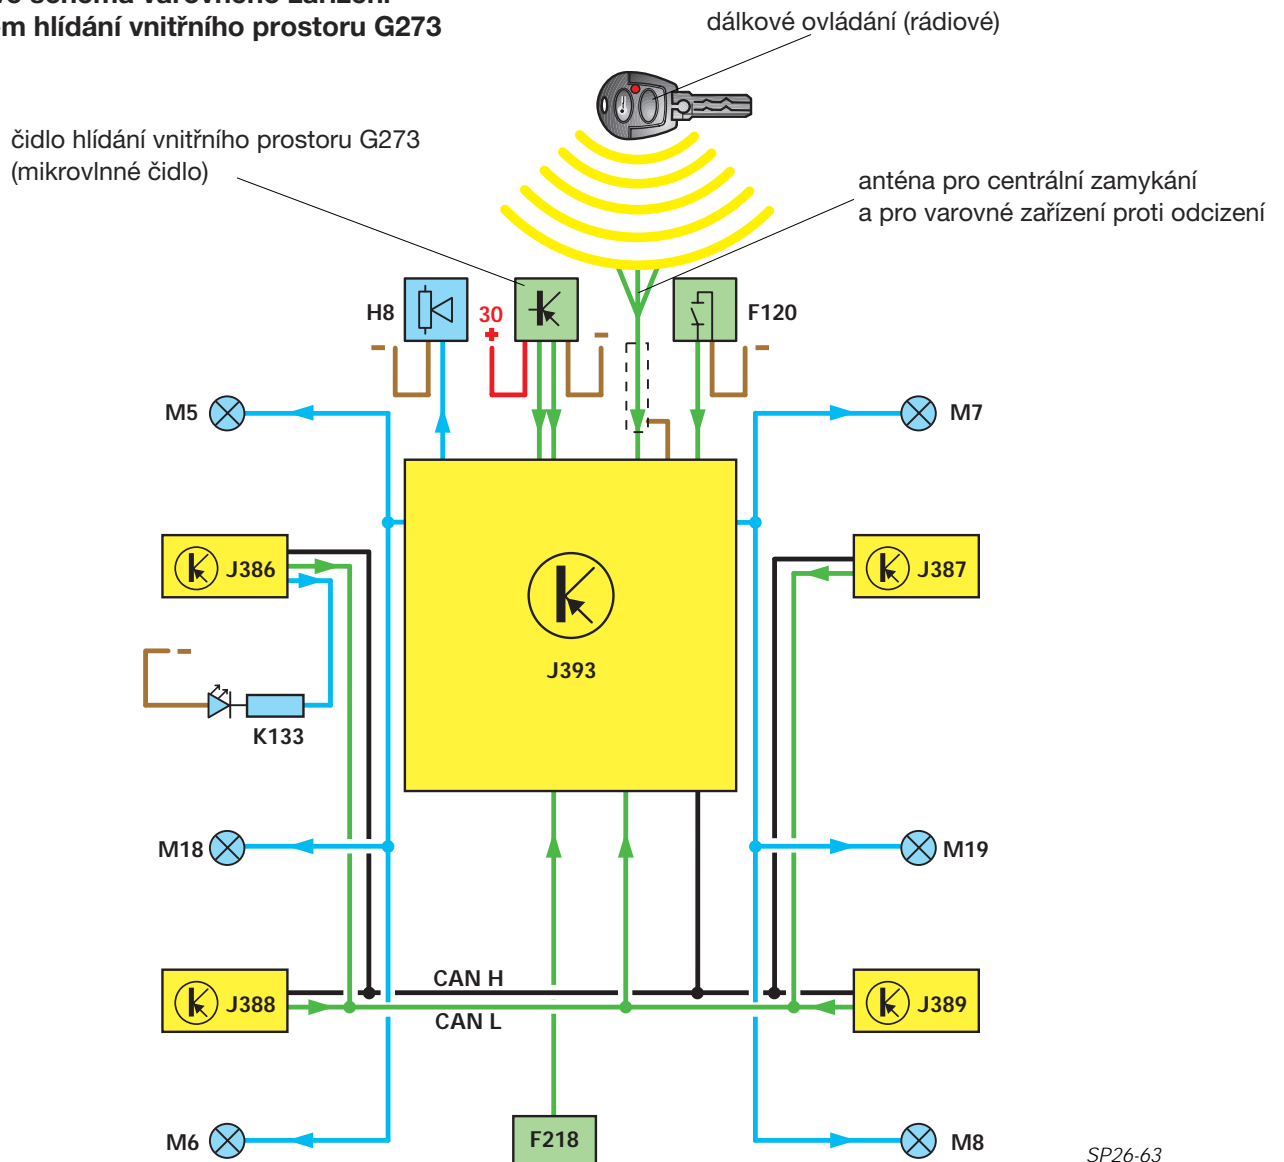 em hlídání vnitřního prostoru G273
dálkové ovládání (rádiové)
čidlo hlídání vnitřního prostoru G273
(mikrovlnné čidlo)
anténa pro centrální zamykání
a pro varovné zařízení proti odcizení
H8
30
+
–
–
F120
–
M5
M7
J386
J387
J393
–
K133
M18
M19
CAN H
J388
J389
CAN L
F218
M6
M8
SP26-63